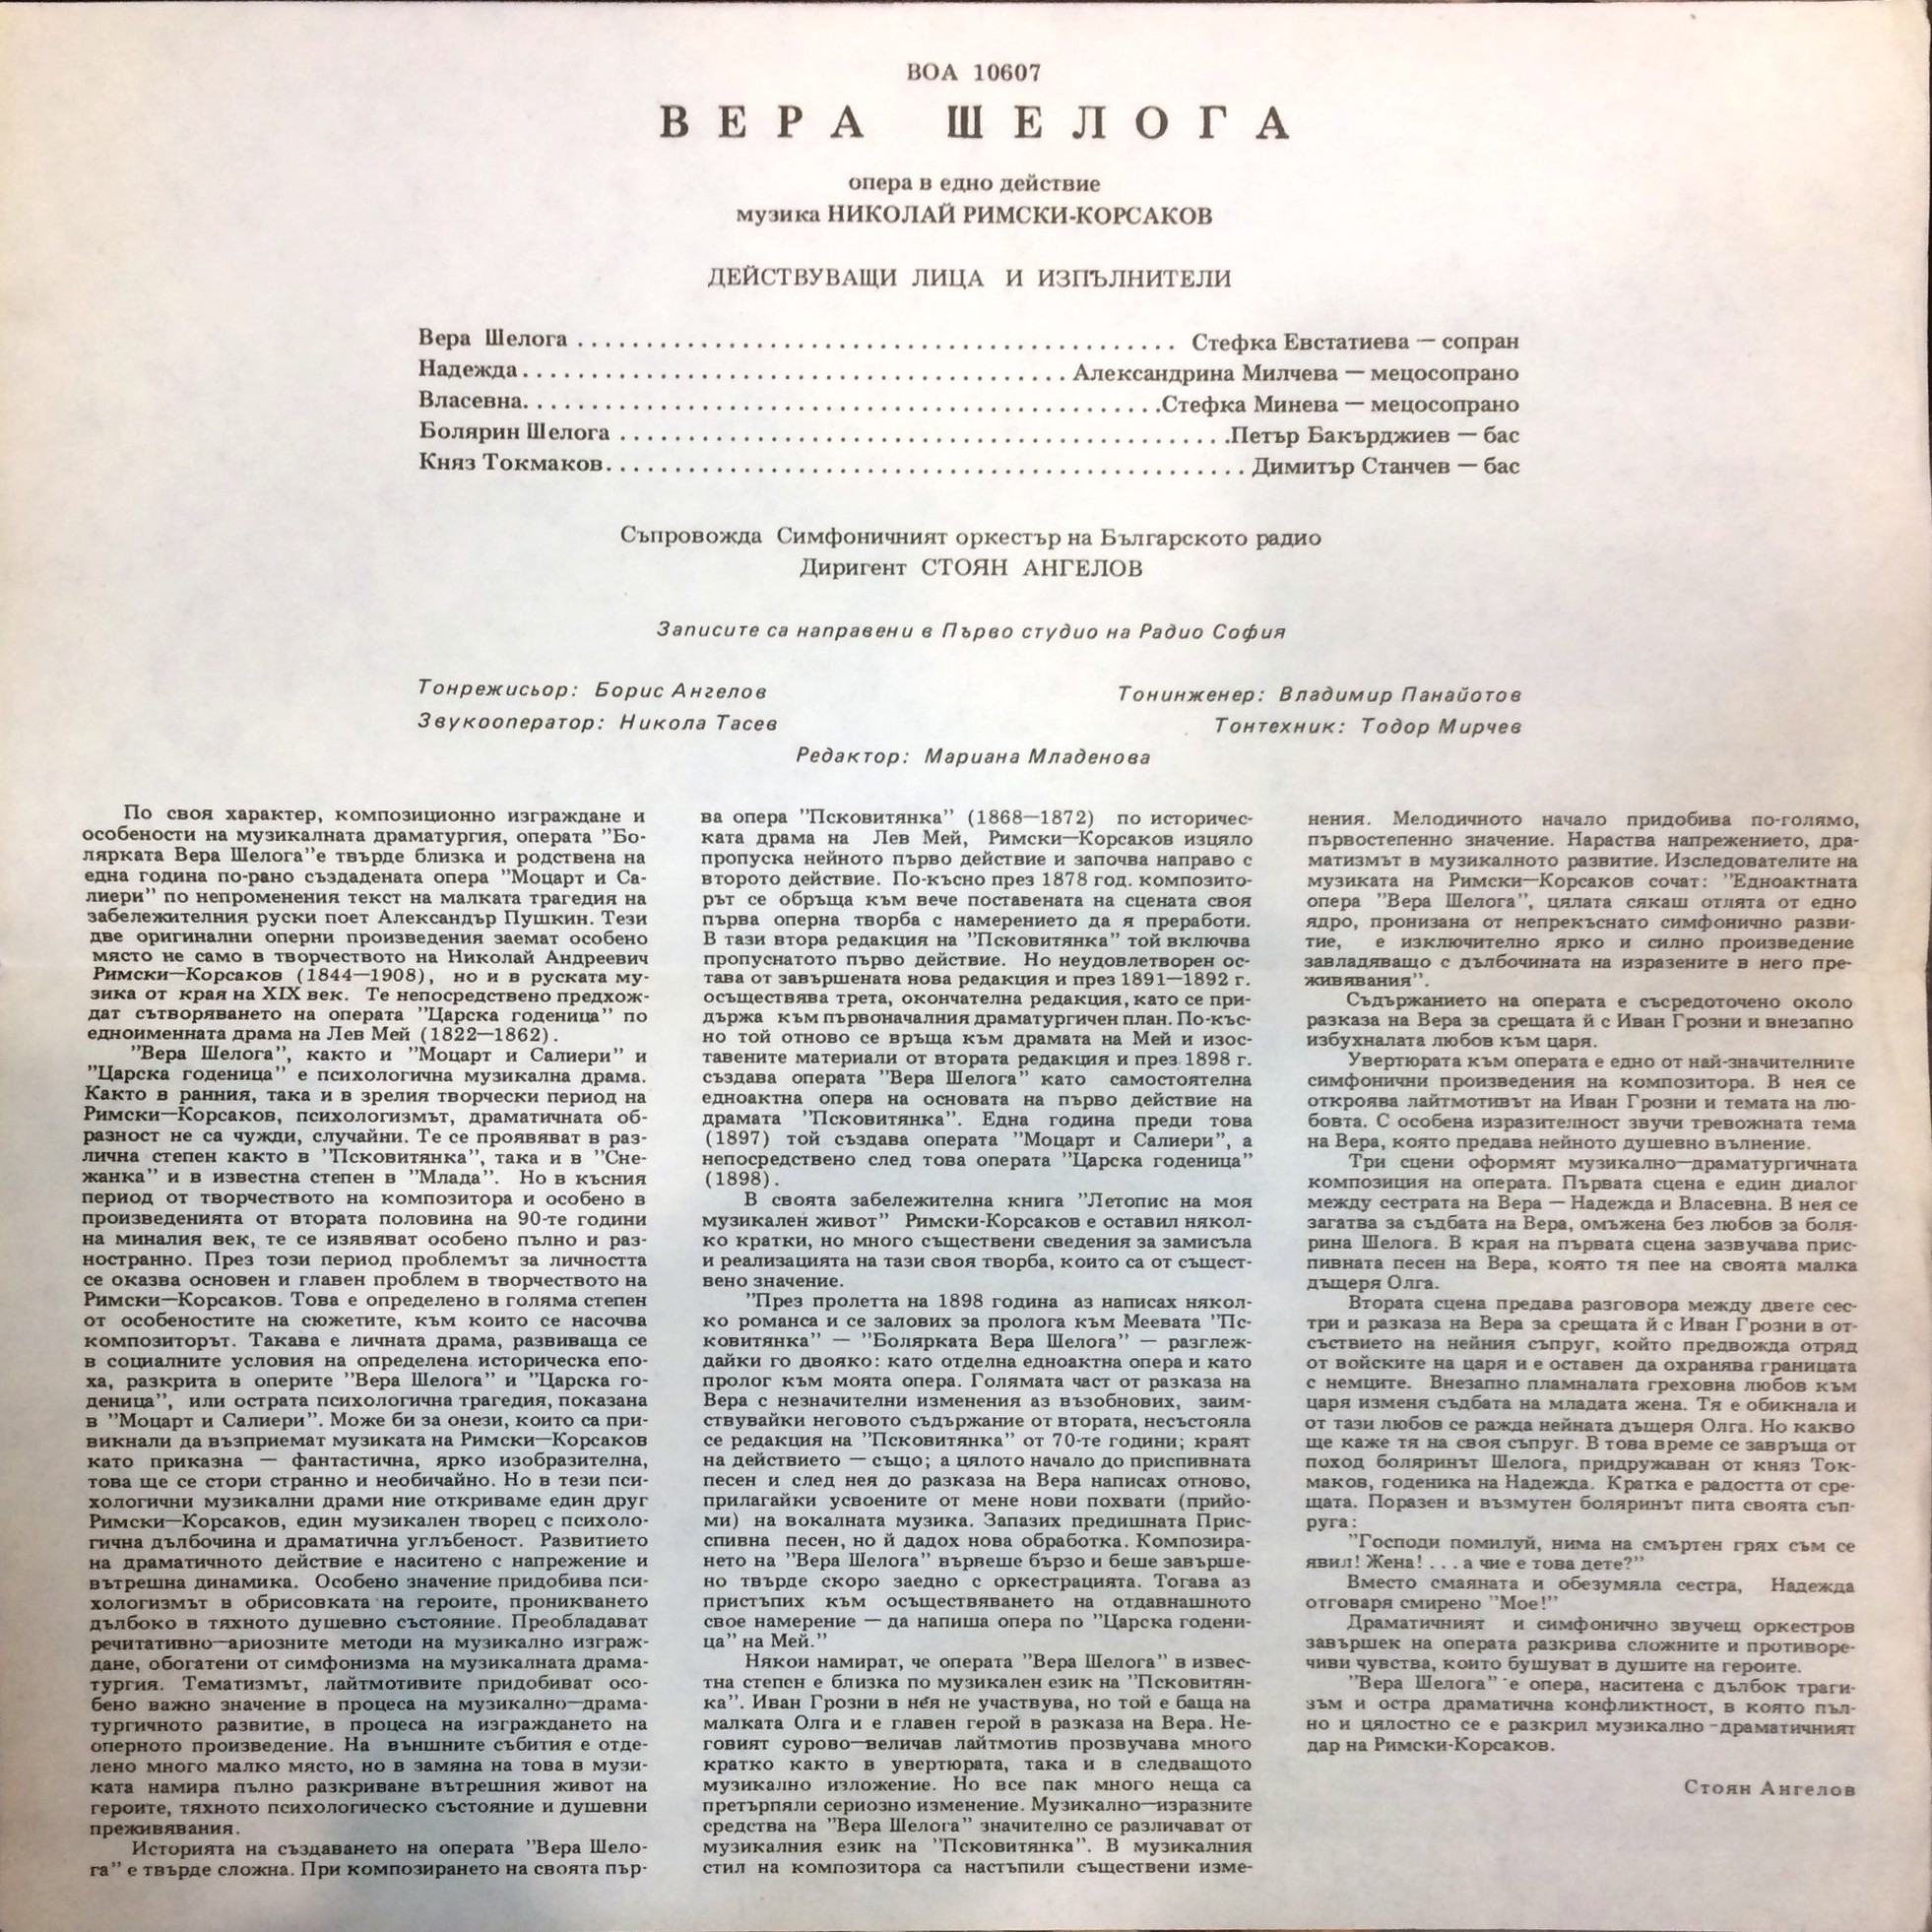 ВОА 10607
ВЕРА ШЕЛОГА
опера в едно действие
музика НИКОЛАЙ РИМСКИ-КОРСАКОВ
ДЕЙСТВУВАЩИ ЛИЦА И ИЗПЪЛНИТЕЛИ
Вера Шелога . . . . . . . . . . . . . . . . . . . . . . . . . . . . . . . . . . . . . . . . . Стефка Евстатиева — сопран
Надежда. . . . . . . . . . . . . . . . . . . . . . . . . . . . . . . . . . . . . . Александрина Милчева — мецосопрано
Власевна. . . . . . . . . . . . . . . . . . . . . . . . . . . . . . . . . . . . . . . . . . . .Стефка Минева — мецосопрано
Болярин Шелога . . . . . . . . . . . . . . . . . . . . . . . . . . . . . . . . . . . . . . . . . .Петър Бакърджиев — бас
Княз Токмаков. . . . . . . . . . . . . . . . . . . . . . . . . . . . . . . . . . . . . . . . . . . . Димитър Станчев — бас
Съпровожда Симфоничният оркестър на Българското радио
Диригент СТОЯН АНГЕЛОВ
Записите са направени в Първо студио на Радио София
Тонрежисьор: Борис Ангелов
Тонинженер: Владимир Панайотов
Звукооператор: Никола Тасев
Тонтехник: Тодор Мирчев
Редактор: Мариана Младенова
По своя характер, композиционно изграждане и
особености на музикалната драматургия, операта "Бо-
лярката Вера Шелога"е твърде близка и родствена на
една година по-рано създадената опера "Моцарт и Са-
лиери" по непроменения текст на малката трагедия на
забележителния руски поет Александър Пушкин. Тези
две оригинални оперни произведения заемат особено
място не само в творчеството на Николай Андреевич
Римски—Корсаков (1844—1908), но и в руската му-
зика от края на XIX век. Те непосредствено предхож-
дат сътворяването на операта "Царска годеница" по
едноименната драма на Лев Мей (1822—1862).
"Вера Шелога", както и "Моцарт и Салиери" и
"Царска годеница" е психологична музикална драма.
Както в ранния, така и в зрелия творчески период на
Римски—Корсаков, психологизмът, драматичната об-
разност не са чужди, случайни. Те се проявяват в раз-
лична степен както в "Псковитянка", така и в "Сне-
жанка" и в известна степен в "Млада". Но в късния
период от творчеството на композитора и особено в
произведенията от втората половина на 90-те години
на миналия век, те се изявяват особено пълно и раз-
ностранно. През този период проблемът за личността
се оказва основен и главен проблем в творчеството на
Римски—Корсаков. Това е определено в голяма степен
от особеностите на сюжетите, към които се насочва
композиторът. Такава е личната драма, развиваща се
в социалните условия на определена историческа епо-
ха, разкрита в оперите "Вера Шелога" и "Царска го-
деница", или острата психологична трагедия, показана
в "Моцарт и Салиери". Може би за онези, които са при-
викнали да възприемат музиката на Римски—Корсаков
като приказна — фантастична, ярко изобразителна,
това ще се стори странно и необичайно. Но в тези пси-
хологични музикални драми ние откриваме един друг
Римски—Корсаков, един музикален творец с психоло-
гична дълбочина и драматична углъбеност. Развитието
на драматичното действие е наситено с напрежение и
вътрешна динамика. Особено значение придобива пси-
хологизмът в обрисовката на героите, проникването
дълбоко в тяхното душевно състояние. Преобладават
речитативно—ариозните методи на музикално изграж-
дане, обогатени от симфонизма на музикалната драма-
тургия. Тематизмът, лайтмотивите придобиват осо-
бено важно значение в процеса на музикално—драма-
тургичното развитие, в процеса на изграждането на
оперното произведение. На външните събития е отде-
лено много малко място, но в замяна на това в музи-
ката намира пълно разкриване вътрешния живот на
героите, тяхното психологическо състояние и душевни
преживявания.
Историята на създаването на операта "Вера Шело-
га" е твърде сложна. При композирането на своята пър-
ва опера "Псковитянка" (1868—1872) по историчес-
ката драма на Лев Мей, Римски—Корсаков изцяло
пропуска нейното първо действие и започва направо с
второто действие. По-късно през 1878 год. композито-
рът се обръща към вече поставената на сцената своя
първа оперна творба с намерението да я преработи.
В тази втора редакция на "Псковитянка" той включва
пропуснатото първо действие. Но неудовлетворен ос-
тава от завършената нова редакция и през 1891—1892 г.
осъществява трета, окончателна редакция, като се при-
държа към първоначалния драматургичен план. По-къс-
но той отново се връща към драмата на Мей и изос-
тавените материали от втората редакция и през 1898 г.
създава операта "Вера Шелога" като самостоятелна
едноактна опера на основата на първо действие на
драмата "Псковитянка". Една година преди това
(1897) той създава операта "Моцарт и Салиери", а
непосредствено след това операта "Царска годеница"
(1898).
В своята забележителна книга "Летопис на моя
музикален живот" Римски-Корсаков е оставил някол-
ко кратки, но много съществени сведения за замисъла
и реализацията на тази своя творба, които са от същест-
вено значение.
"През пролетта на 1898 година аз написах някол-
ко романса и се залових за пролога към Меевата "Пс-
ковитянка" — "Болярката Вера Шелога" — разглеж-
дайки го двояко: като отделна едноактна опера и като
пролог към моята опера. Голямата част от разказа на
Вера с незначителни изменения аз възобнових, заим-
ствувайки неговото съдържание от втората, несъстояла
се редакция на "Псковитянка" от 70-те години; краят
на действието — също; а цялото начало до приспивната
песен и след нея до разказа на Вера написах отново,
прилагайки усвоените от мене нови похвати (прийо-
ми) на вокалната музика. Запазих предишната Прис-
спивна песен, но й дадох нова обработка. Композира-
нето на "Вера Шелога" вървеше бързо и беше завърше-
но твърде скоро заедно с оркестрацията. Тогава аз
пристъпих към осъществяването на отдавнашното
свое намерение — да напиша опера по "Царска годени-
ца" на Мей."
Някои намират, че операта "Вера Шелога" в извес-
тна степен е близка по музикален език на "Псковитян-
ка". Иван Грозни в нея не участвува, но той е баща на
малката Олга и е главен герой в разказа на Вера. Не-
говият сурово—величав лайтмотив прозвучава много
кратко както в увертюрата, така и в следващото
музикално изложение. Но все пак много неща са
претърпяли сериозно изменение. Музикално—изразните
средства на "Вера Шелога" значително се различават от
музикалния език на "Псковитянка". В музикалния
стил на композитора са настъпили съществени изме-
нения. Мелодичното начало придобива по-голямо,
първостепенно значение. Нараства напрежението, дра-
матизмът в музикалното развитие. Изследователите на
музиката на Римски—Корсаков сочат: "Едноактната
опера "Вера Шелога", цялата сякаш отлята от едно
ядро, пронизана от непрекъснато симфонично разви-
тие, е изключително ярко и силно произведение
завладяващо с дълбочината на изразените в него пре-
живявания".
Съдържанието на операта е съсредоточено около
разказа на Вера за срещата й с Иван Грозни и внезапно
избухналата любов към царя.
Увертюрата към операта е едно от най-значителните
симфонични произведения на композитора. В нея се
откроява лайтмотивът на Иван Грозни и темата на лю-
бовта. С особена изразителност звучи тревожната тема
на Вера, която предава нейното душевно вълнение.
Три сцени оформят музикално—драматургичната
композиция на операта. Първата сцена е един диалог
между сестрата на Вера — Надежда и Власевна. В нея се
загатва за съдбата на Вера, омъжена без любов за боля-
рина Шелога. В края на първата сцена зазвучава прис-
пивната песен на Вера, която тя пее на своята малка
дъщеря Олга.
Втората сцена предава разговора между двете сес-
три и разказа на Вера за срещата й с Иван Грозни в от-
съствието на нейния съпруг, който предвожда отряд
от войските на царя и е оставен да охранява границата
с немците. Внезапно пламналата греховна любов към
царя изменя съдбата на младата жена. Тя е обикнала и
от тази любов се ражда нейната дъщеря Олга. Но какво
ще каже тя на своя съпруг. В това време се завръща от
поход боляринът Шелога, придружаван от княз Ток-
маков, годеника на Надежда. Кратка е радостта от сре-
щата. Поразен и възмутен боляринът пита своята съп-
руга:
"Господи помилуй, нима на смъртен грях съм се
явил! Жена! . . . а чие е това дете?"
Вместо смаяната и обезумяла сестра, Надежда
отговаря смирено "Мое!"
Драматичният и симфонично звучещ оркестров
завършек на операта разкрива сложните и противоре-
чиви чувства, които бушуват в душите на героите.
"Вера Шелога" е опера, наситена с дълбок траги-
зъм и остра драматична конфликтност, в която пъл-
но и цялостно се е разкрил музикално-драматичният
дар на Римски-Корсаков.
Стоян Ангелов